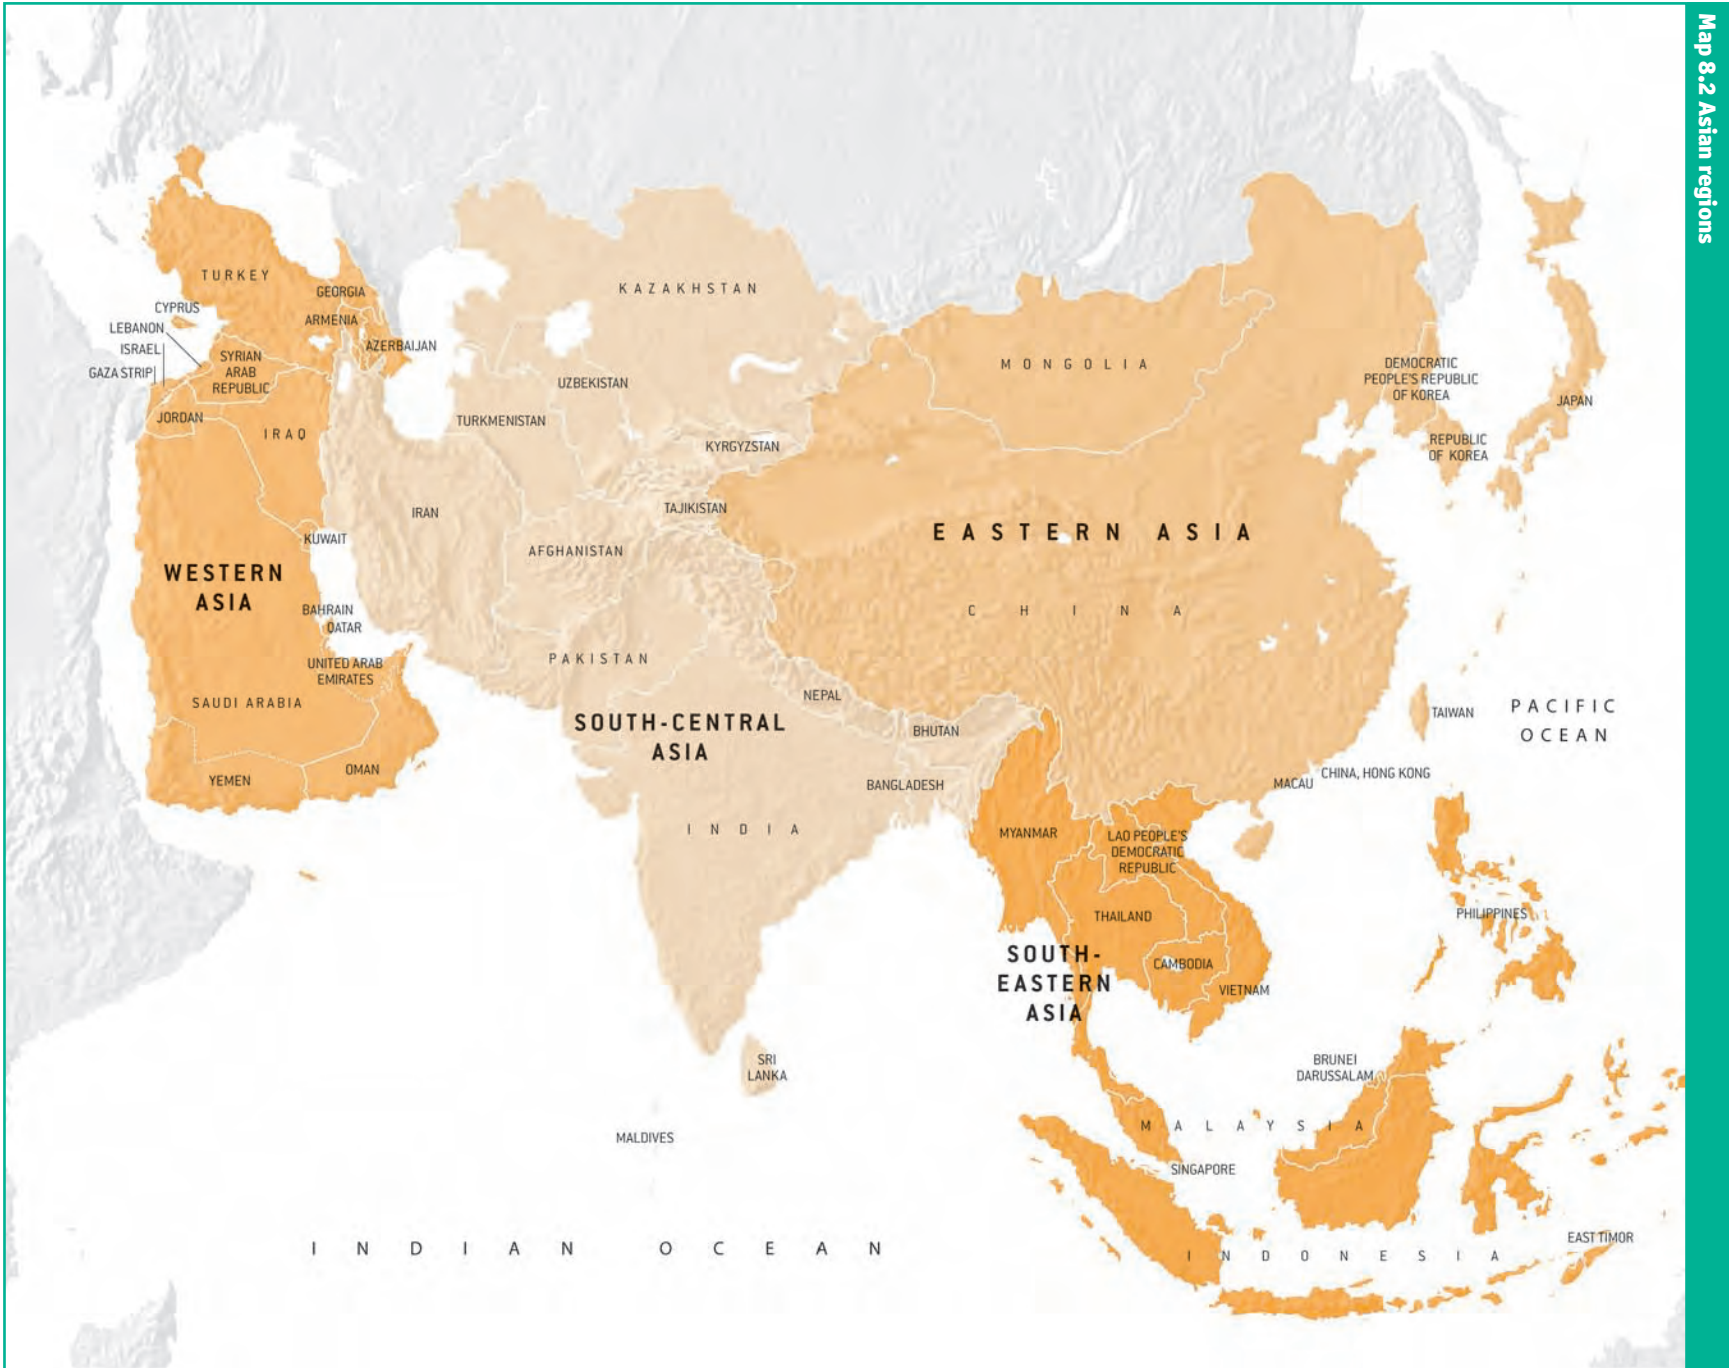 Map 8.2 Asian regions
TURKEY
GEORGIA
KAZAKHSTAN
CYPRUS
ARMENIA
LEBANON
AZERBAIJAN
ISRAEL
SYRIAN
ARAB
REPUBLIC
GAZA STRIP
MONGOLIA
DEMOCRATIC
PEOPLE'S REPUBLIC
OF KOREA
UZBEKISTAN
JAPAN
JORDAN
TURKMENISTAN
IRAQ
KYRGYZSTAN
REPUBLIC
OF KOREA
IRAN
TAJIKISTAN
EASTERN ASIA
KUWAIT
AFGHANISTAN
WESTERN
ASIA
BAHRAIN
CHINA
QATAR
PAKISTAN
UNITED ARAB
EMIRATES
NEPAL
SAUDI ARABIA
SOUTH-CENTRAL
ASIA
TAIWAN
PACIFIC
OCEAN
BHUTAN
OMAN
YEMEN
BANGLADESH
MACAU
CHINA, HONG KONG
INDIA
MYANMAR
LAO PEOPLE'S
DEMOCRATIC
REPUBLIC
THAILAND
PHILIPPINES
SOUTH-
EASTERN
ASIA
CAMBODIA
VIETNAM
SRI
LANKA
BRUNEI
DARUSSALAM
MALDIVES
MALAYSIA
SINGAPORE
INDIAN OCEAN
EAST TIMOR
INDONESIA